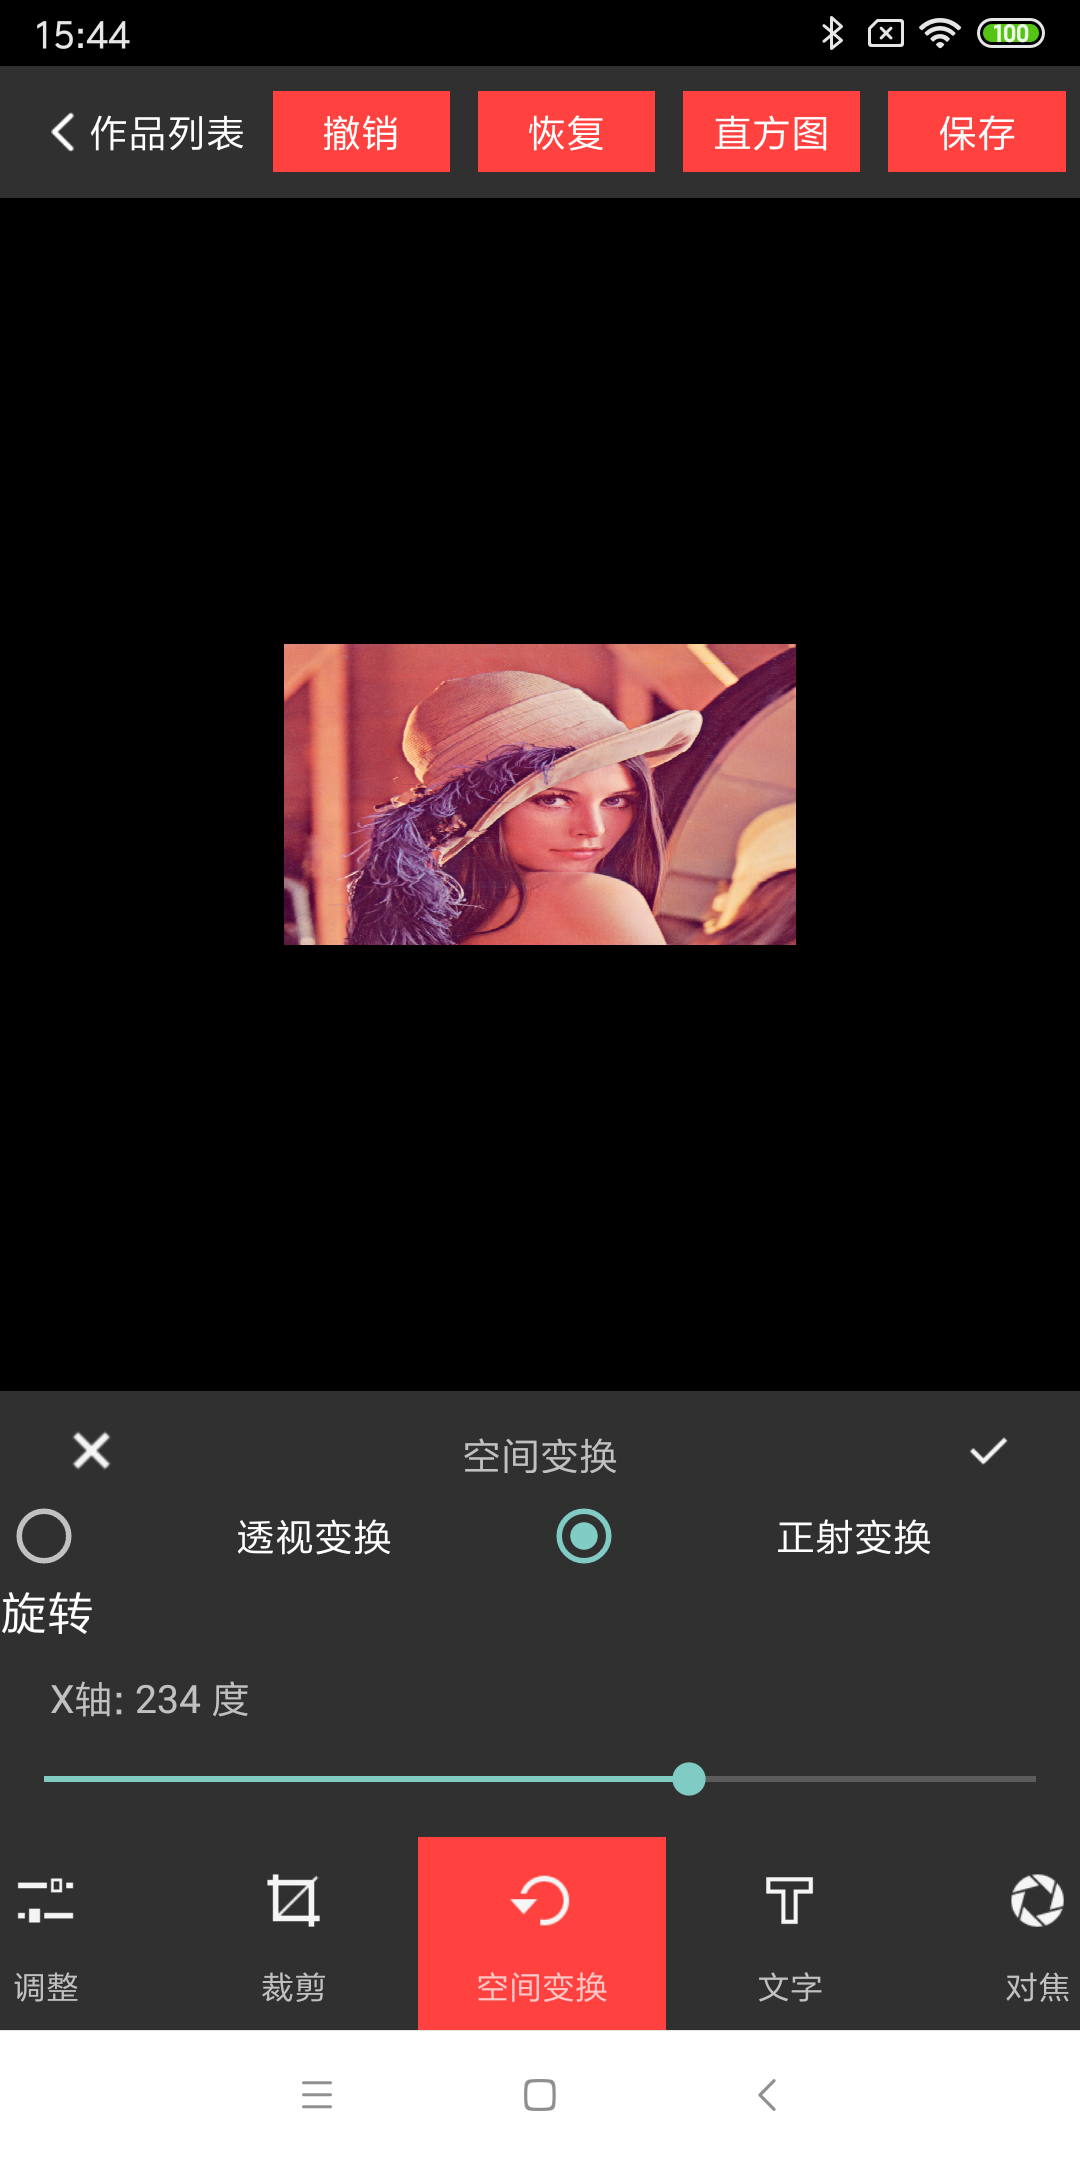 15:44
100
作品列表 撤销 恢复 直方图 保存
空间变换
透视变换 正射变换
旋转
X轴: 234 度
调整 裁剪 空间变换 文字 对焦